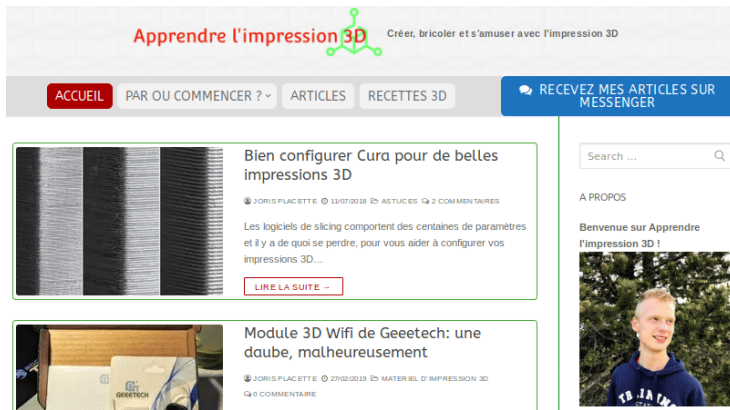 Apprendre l'impression 3D
Créer, bricoler et s'amuser avec l'impression 3D
ACCUEIL
PAR OU COMMENCER ?
ARTICLES
RECETTES 3D
RECEVEZ MES ARTICLES SUR
MESSENGER
Bien configurer Cura pour de belles
impressions 3D
JORIS PLACETTE 11/07/2018 ASTUCES 2 COMMENTAIRES
Les logiciels de slicing comportent des centaines de paramètres
et il y a de quoi se perdre, pour vous aider à configurer vos
impressions 3D…
LIRE LA SUITE →
Module 3D Wifi de Geeetech: une
daube, malheureusement
JORIS PLACETTE 27/02/2019 MATERIEL D'IMPRESSION 3D
0 COMMENTAIRE
GEEETECH
Search …
A PROPOS
Benvenue sur Apprendre
l'impression 3D !